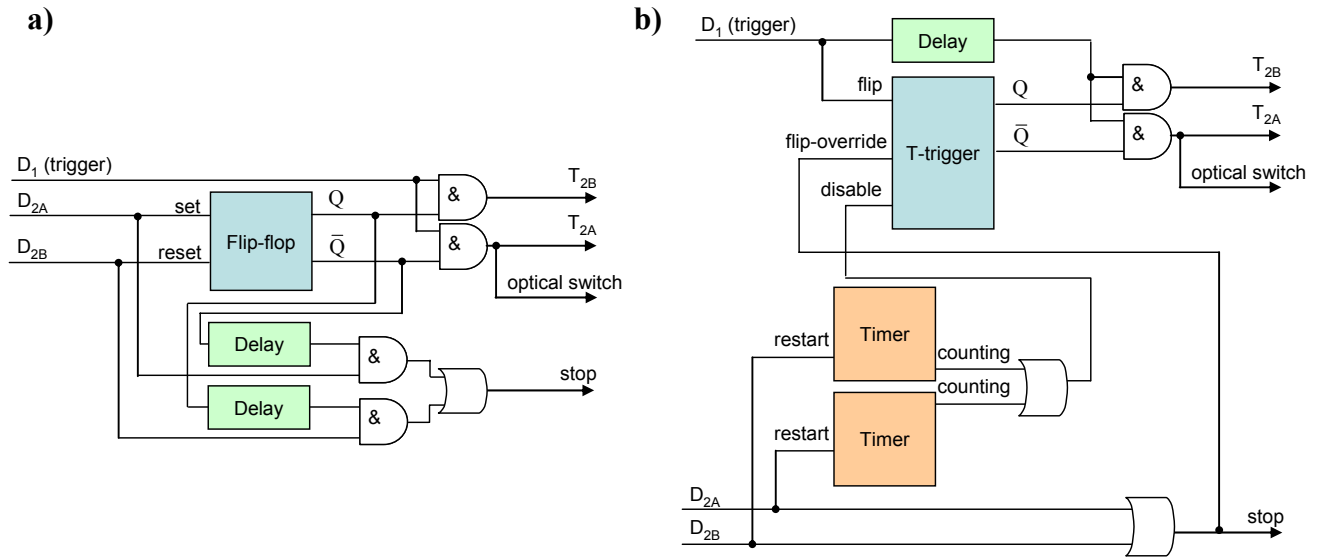 a)
D1 (trigger)
D2A
D2B
set
reset
Flip-flop
Q
Q̅
&
&
T2B
T2A
optical switch
Delay
Delay
&
&
stop
b)
D1 (trigger)
Delay
flip
flip-override
disable
T-trigger
Q
Q̅
&
&
T2B
T2A
optical switch
restart
Timer
counting
counting
restart
Timer
D2A
D2B
stop